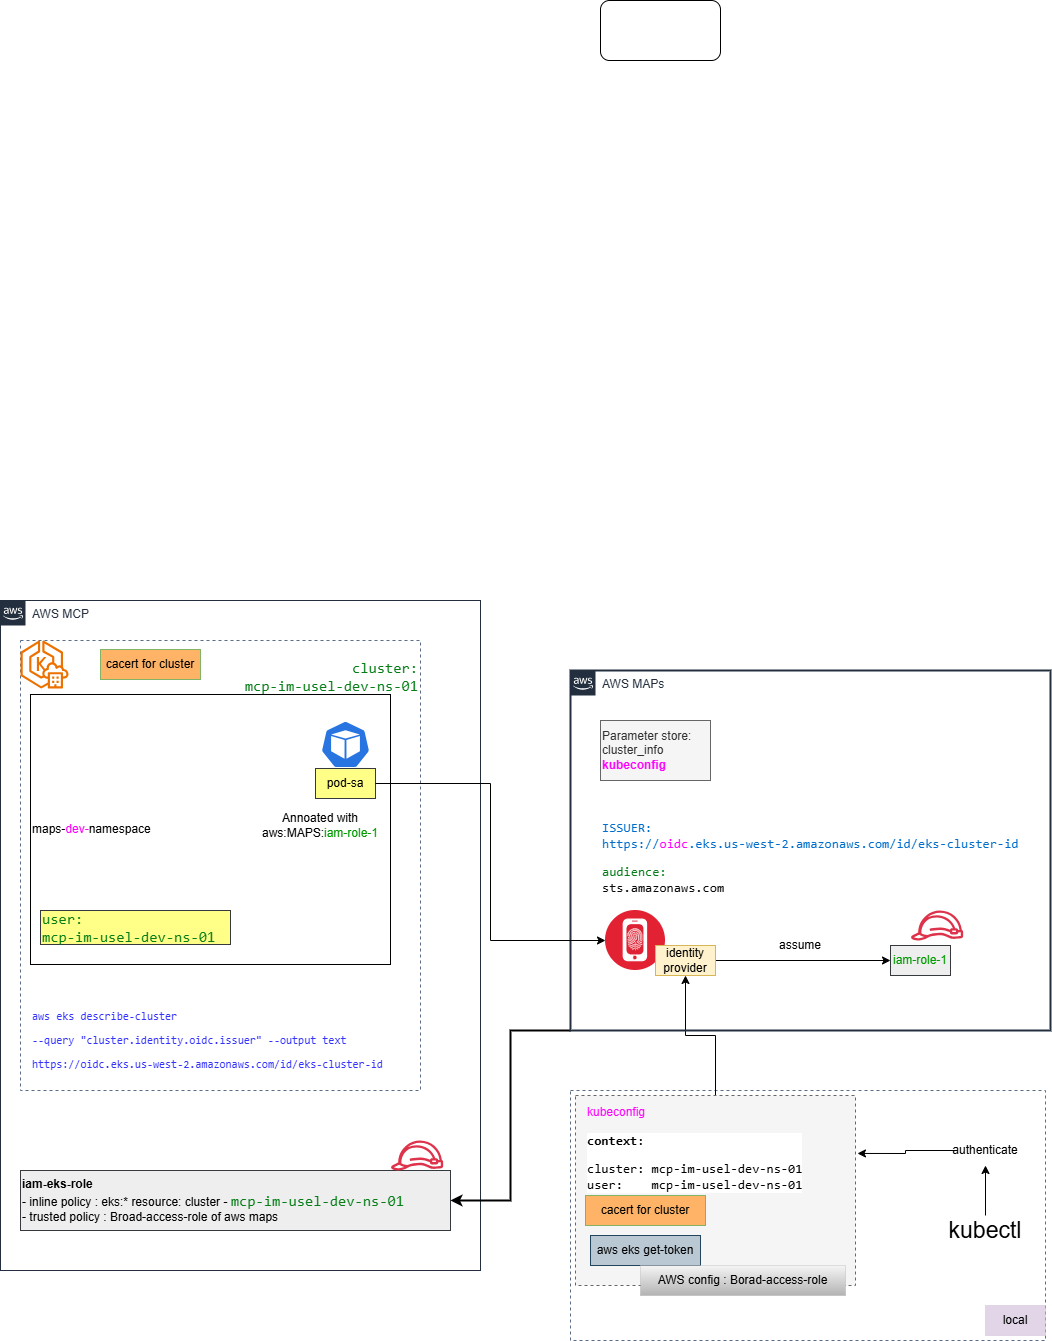 aws
AWS MCP
cacert for cluster
cluster:
mcp-im-usel-dev-ns-01
K
pod-sa
Annoated with
aws:MAPS:iam-role-1
maps-dev-namespace
user:
mcp-im-usel-dev-ns-01
aws eks describe-cluster
--query "cluster.identity.oidc.issuer" --output text
https://oidc.eks.us-west-2.amazonaws.com/id/eks-cluster-id
iam-eks-role
- inline policy : eks:* resource: cluster - mcp-im-usel-dev-ns-01
- trusted policy : Broad-access-role of aws maps
aws
AWS MAPs
Parameter store:
cluster_info
kubeconfig
ISSUER:
https://oidc.eks.us-west-2.amazonaws.com/id/eks-cluster-id
audience:
sts.amazonaws.com
identity
provider
assume
iam-role-1
kubeconfig
context:
cluster: mcp-im-usel-dev-ns-01
user: mcp-im-usel-dev-ns-01
cacert for cluster
aws eks get-token
AWS config : Borad-access-role
authenticate
kubectl
local